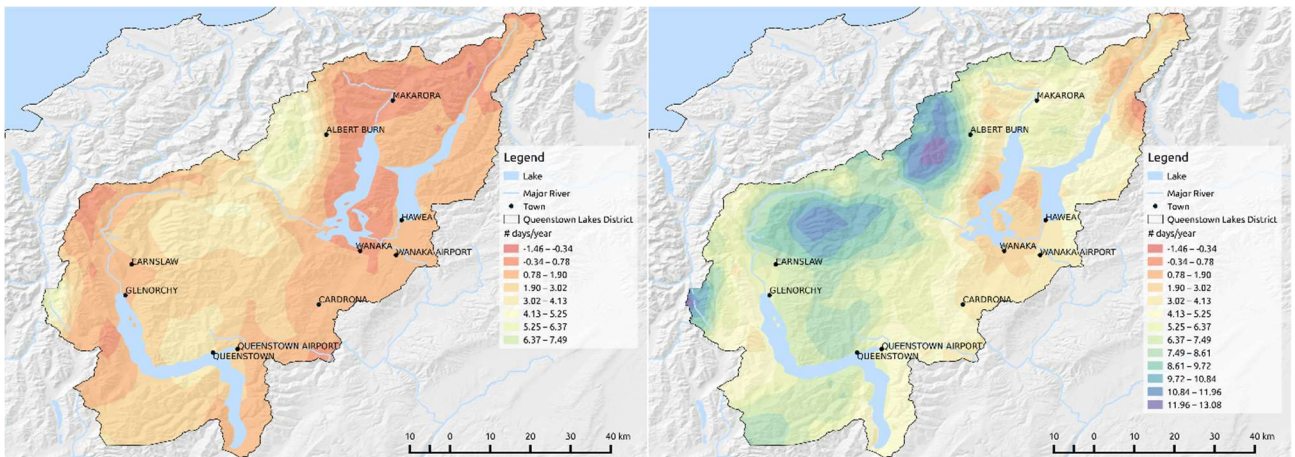 MAKARORA
ALBERT BURN
HAWEA
WANAKA
WANAKA AIRPORT
EARNSLAW
GLENORCHY
CARDRONA
QUEENSTOWN AIRPORT
QUEENSTOWN
Legend
Lake
Major River
Town
Queenstown Lakes District
# days/year
-1.46 – -0.34
-0.34 – 0.78
0.78 – 1.90
1.90 – 3.02
3.02 – 4.13
4.13 – 5.25
5.25 – 6.37
6.37 – 7.49
10 0 10 20 30 40 km
MAKARORA
ALBERT BURN
HAWEA
WANAKA
WANAKA AIRPORT
EARNSLAW
GLENORCHY
CARDRONA
QUEENSTOWN AIRPORT
QUEENSTOWN
Legend
Lake
Major River
Town
Queenstown Lakes District
# days/year
-1.46 – -0.34
-0.34 – 0.78
0.78 – 1.90
1.90 – 3.02
3.02 – 4.13
4.13 – 5.25
5.25 – 6.37
6.37 – 7.49
7.49 – 8.61
8.61 – 9.72
9.72 – 10.84
10.84 – 11.96
11.96 – 13.08
10 0 10 20 30 40 km